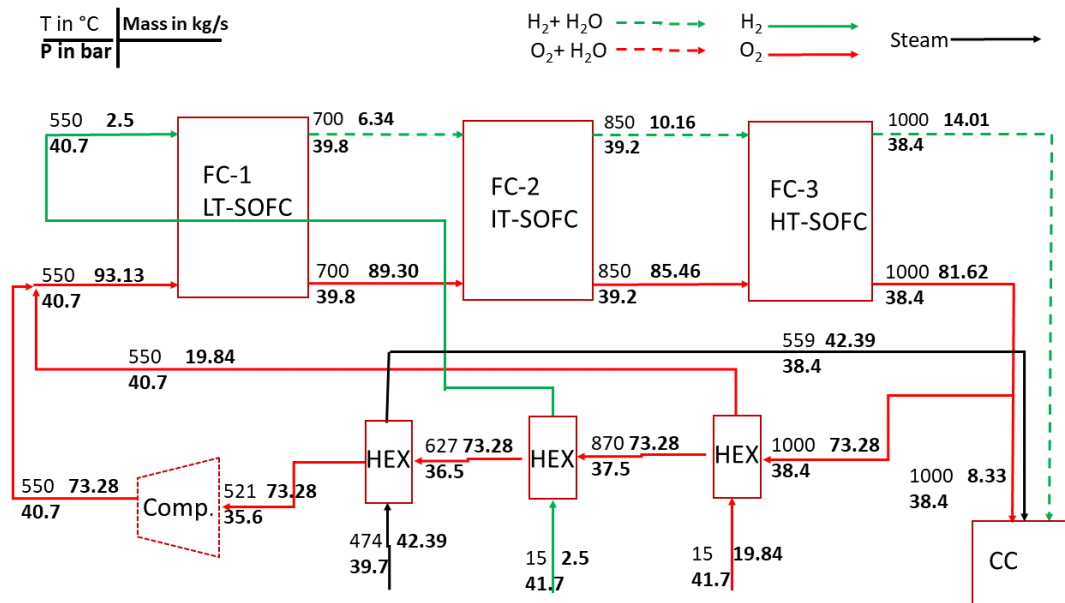 T in °C Mass in kg/s
P in bar
H₂+ H₂O H₂
O₂+ H₂O O₂
Steam
550 2.5
40.7
700 6.34
39.8
850 10.16
39.2
1000 14.01
38.4
FC-1
LT-SOFC
FC-2
IT-SOFC
FC-3
HT-SOFC
550 93.13
40.7
700 89.30
39.8
850 85.46
39.2
1000 81.62
38.4
559 42.39
38.4
550 19.84
40.7
HEX
627 73.28
36.5
HEX
870 73.28
37.5
HEX
1000 73.28
38.4
1000 8.33
38.4
550 73.28
40.7
Comp.
521 73.28
35.6
474 42.39
39.7
15 2.5
41.7
15 19.84
41.7
CC